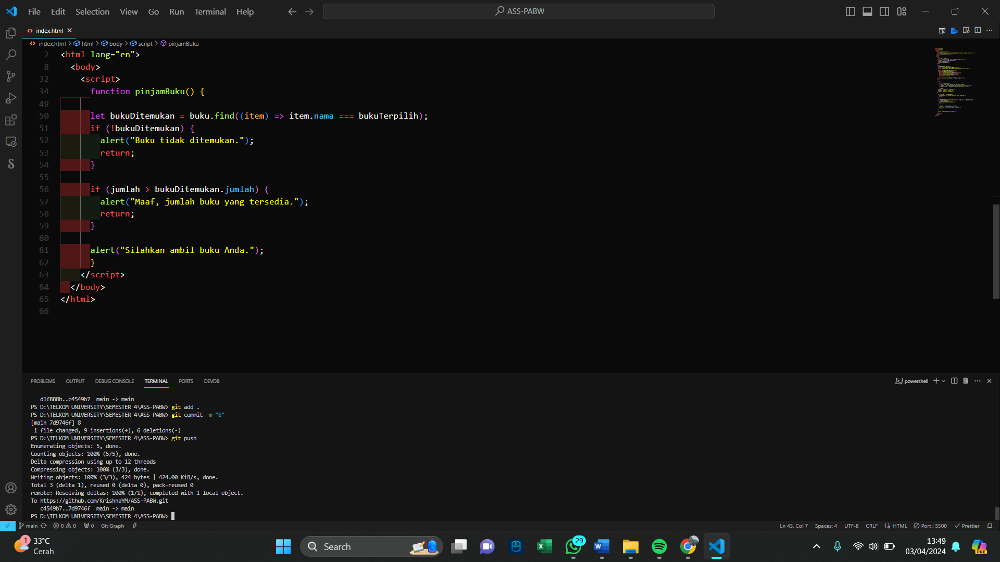 File Edit Selection View Go Run Terminal Help
ASS-PABW
index.html
index.html > html > body > script > pinjamBuku
2 <html lang="en">
8 <body>
32 <script>
34 function pinjamBuku() {
49
50 let bukuDitemukan = buku.find((item) => item.nama === bukuTerpilih);
51 if (!bukuDitemukan) {
52 alert("Buku tidak ditemukan.");
53 return;
54 }
55
56 if (jumlah > bukuDitemukan.jumlah) {
57 alert("Maaf, jumlah buku yang tersedia.");
58 return;
59 }
60
61 alert("Silahkan ambil buku Anda.");
62 }
63 </script>
64 </body>
65 </html>
66
PROBLEMS OUTPUT DEBUG CONSOLE TERMINAL PORTS DEVDB
powershell
d1f888b..c4549b7 main -> main
PS D:\TELKOM UNIVERSITY\SEMESTER 4\ASS-PABW> git add .
PS D:\TELKOM UNIVERSITY\SEMESTER 4\ASS-PABW> git commit -m "8"
[main 7d9746f] 8
1 file changed, 9 insertions(+), 6 deletions(-)
PS D:\TELKOM UNIVERSITY\SEMESTER 4\ASS-PABW> git push
Enumerating objects: 5, done.
Counting objects: 100% (5/5), done.
Delta compression using up to 12 threads
Compressing objects: 100% (3/3), done.
Writing objects: 100% (3/3), 424 bytes | 424.00 KiB/s, done.
Total 3 (delta 1), reused 0 (delta 0), pack-reused 0
remote: Resolving deltas: 100% (1/1), completed with 1 local object.
To https://github.com/KrishnaYM/ASS-PABW.git
c4549b7..7d9746f main -> main
PS D:\TELKOM UNIVERSITY\SEMESTER 4\ASS-PABW>
main 0 0 0 Git Graph
Ln 43, Col 7 Spaces: 4 UTF-8 CRLF HTML Port : 5500 Prettier
1 33°C
Cerah
Search
29
13:49
03/04/2024
PRE